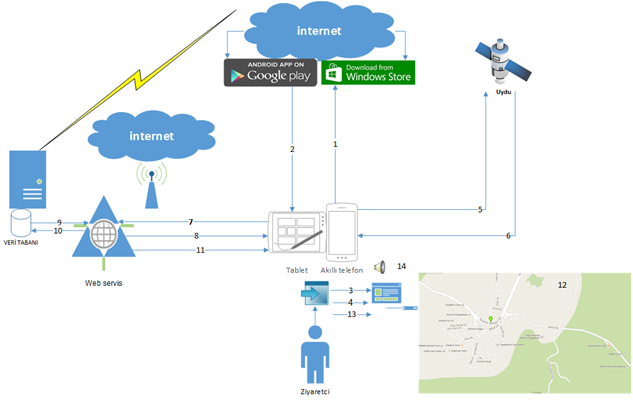 internet
ANDROID APP ON
Google play
Download from
Windows Store
Uydu
internet
2
1
5
6
9
10
VERİ TABANI
7
8
11
Web servis
Tablet
Akıllı telefon
14
3
4
13
12
Ziyaretci